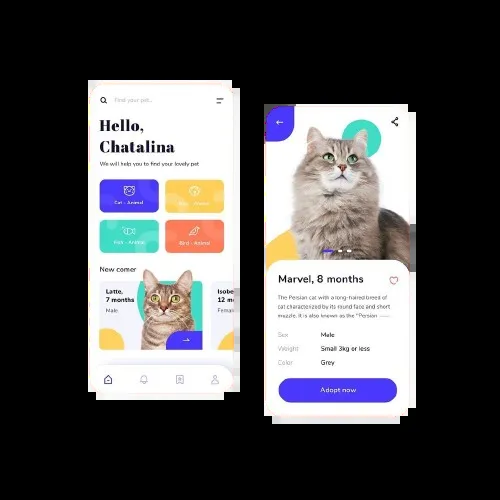 Find your pet..
Hello,
Chatalina
We will help you to find your lovely pet
Cat - Animal
Animal
Fish - Animal
Bird - Animal
New comer
Latte,
7 months
Male
Isobe
12 m
Femal
Marvel, 8 months
The Persian cat with a long-haired breed of
cat characterized by its round face and short
muzzle. It is also known as the "Persian
Sex Male
Weight Small 3kg or less
Color Grey
Adopt now